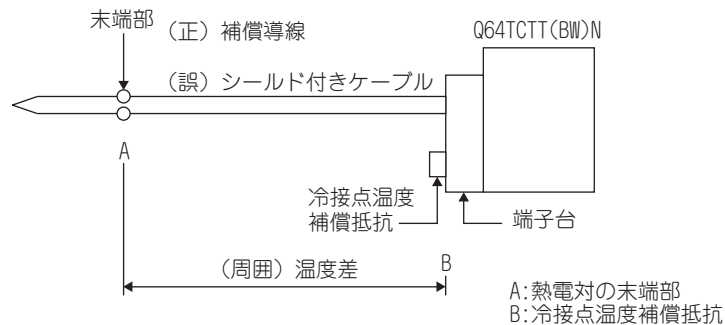 末端部
（正）補償導線
Q64TCTT(BW)N
（誤）シールド付きケーブル
A
冷接点温度
補償抵抗
端子台
（周囲）温度差
B
A:熱電対の末端部
B:冷接点温度補償抵抗